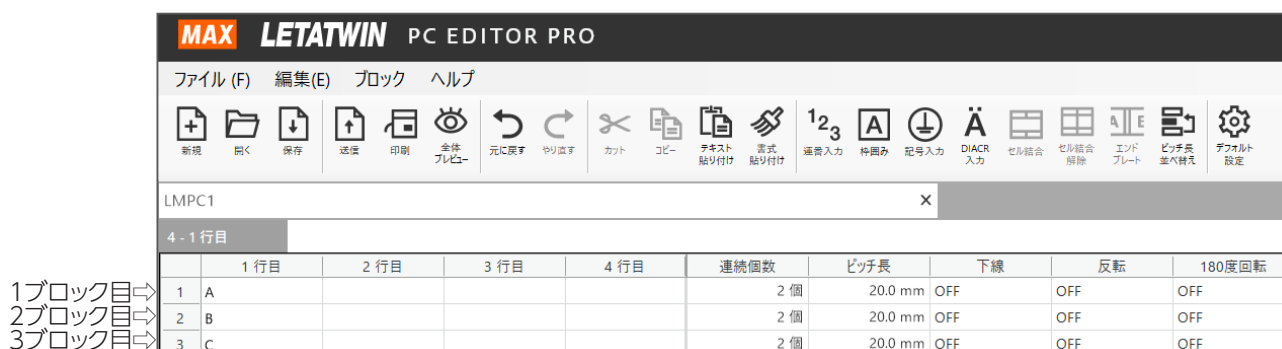 MAX LETATWIN PC EDITOR PRO
ファイル (F) 編集(E) ブロック ヘルプ
新規 開く 保存 送信 印刷 全体プレビュー 元に戻す やり直す カット コピー テキスト貼り付け 書式貼り付け 連番入力 枠囲み 記号入力 DIACR入力 セル結合 セル結合解除 エンドプレート ピッチ長並べ替え デフォルト設定
LMPC1 ×
4 - 1 行目
1 行目 2 行目 3 行目 4 行目 連続個数 ピッチ長 下線 反転 180度回転
1ブロック目⇨ 1 A 2 個 20.0 mm OFF OFF OFF
2ブロック目⇨ 2 B 2 個 20.0 mm OFF OFF OFF
3ブロック目⇨ 3 C 2 個 20.0 mm OFF OFF OFF